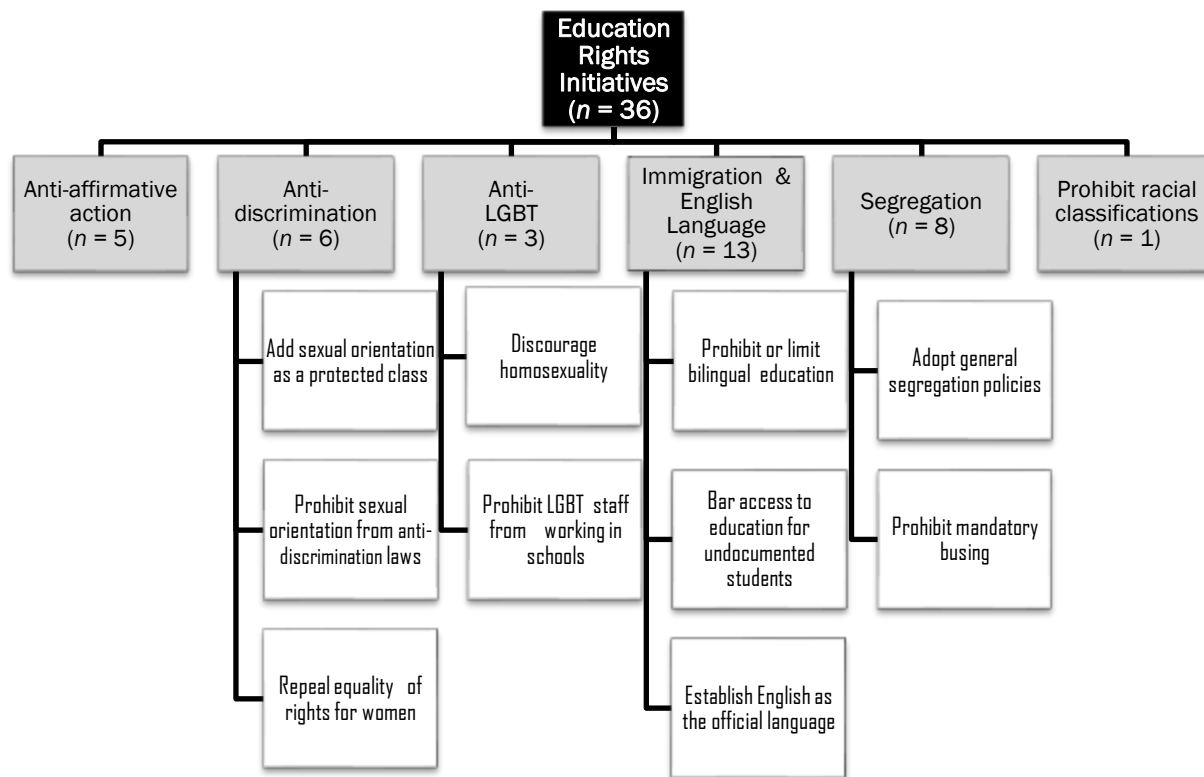 Education
Rights
Initiatives
(n = 36)
Anti-affirmative
action
(n = 5)
Anti-
discrimination
(n = 6)
Anti-
LGBT
(n = 3)
Immigration &
English
Language
(n = 13)
Segregation
(n = 8)
Prohibit racial
classifications
(n = 1)
Add sexual orientation
as a protected class
Prohibit sexual
orientation from anti-
discrimination laws
Repeal equality of
rights for women
Discourage
homosexuality
Prohibit LGBT staff
from working in
schools
Prohibit or limit
bilingual education
Bar access to
education for
undocumented
students
Establish English as
the official language
Adopt general
segregation policies
Prohibit mandatory
busing